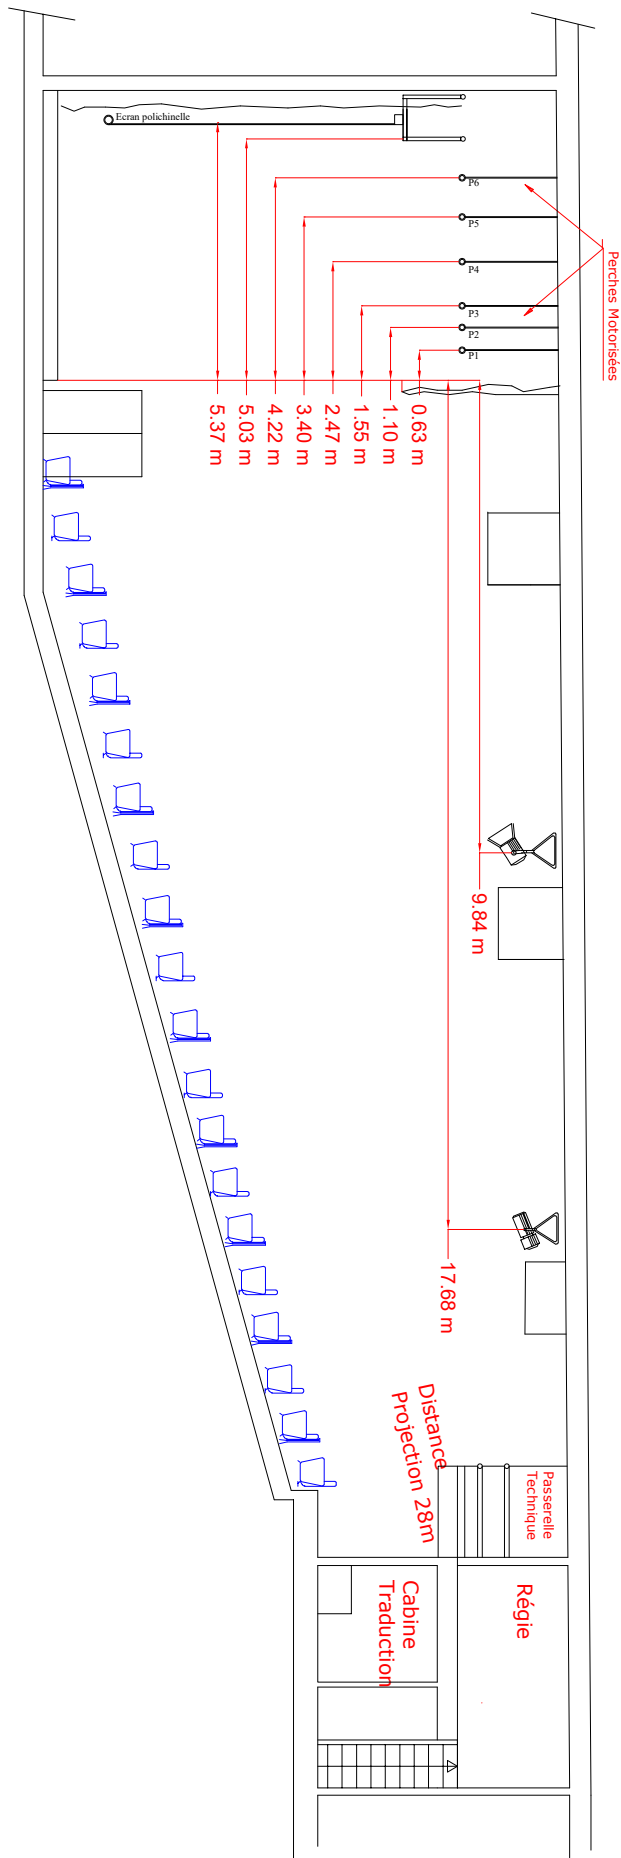 Ecran polichinelle
P6
P5
P4
P3
P2
P1
Perches Motorisées
5.37 m
5.03 m
4.22 m
3.40 m
2.47 m
1.55 m
1.10 m
0.63 m
9.84 m
17.68 m
Distance
Projection 28m
Passerelle
Technique
Régie
Cabine
Traduction